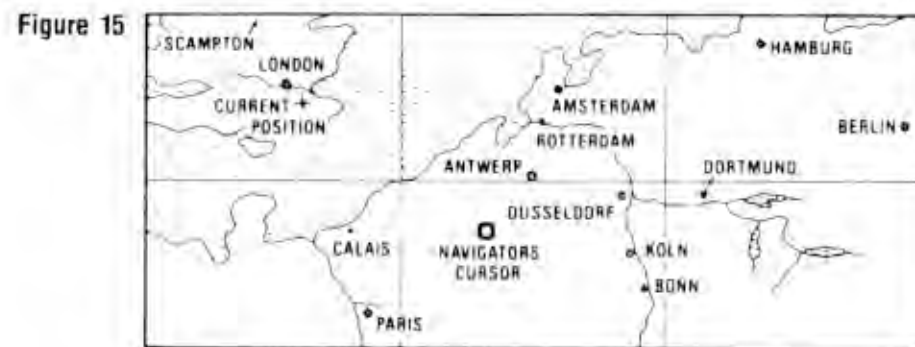 Figure 15
SCAMPTON
HAMBURG
LONDON
CURRENT
POSITION
AMSTERDAM
BERLIN
ROTTERDAM
ANTWERP
DORTMUND
DUSSELDORF
CALAIS
NAVIGATORS
CURSOR
KOLN
BONN
PARIS